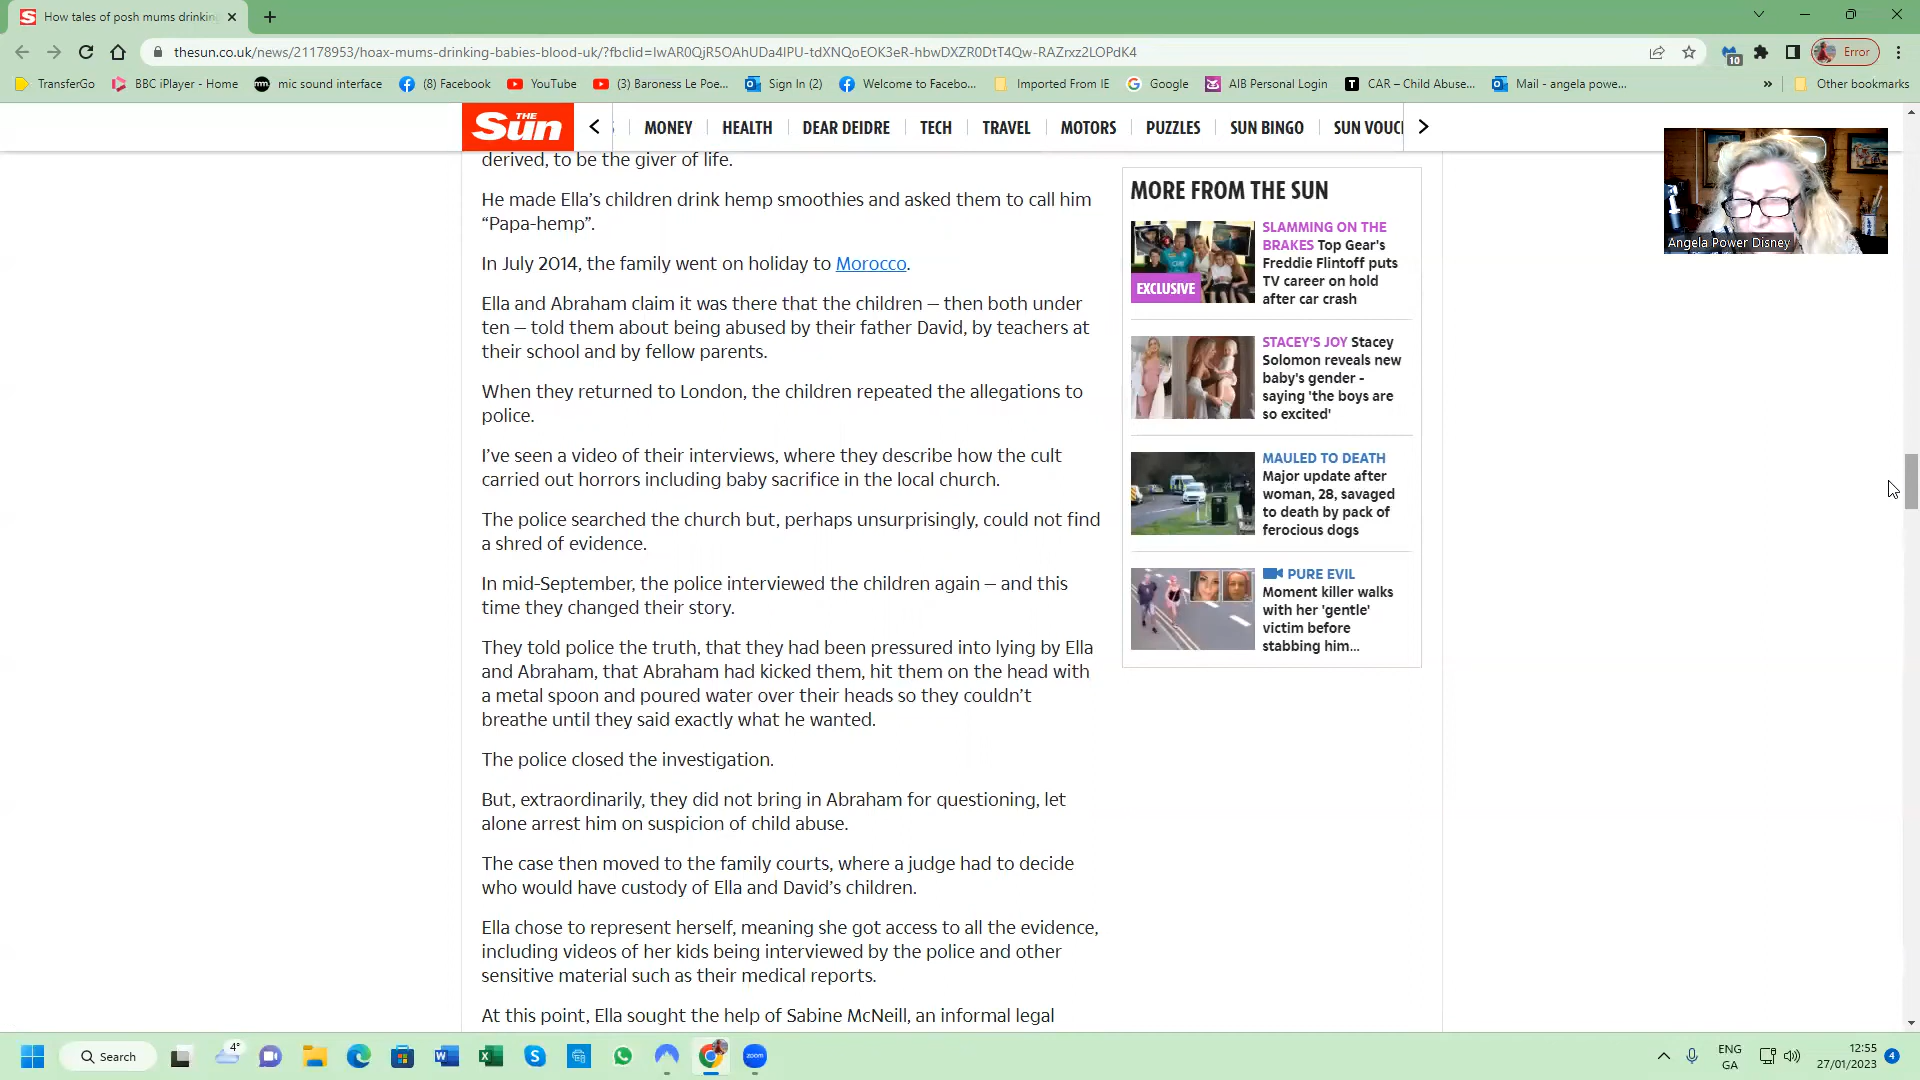 How tales of posh mums drinkin
thesun.co.uk/news/21178953/hoax-mums-drinking-babies-blood-uk/?fbclid=IwAR0QjR5OAhUDa4IPU-tdXNQoEOK3eR-hbwDXZR0DtT4Qw-RAZrxz2LOPdK4
10
Error
TransferGo
BBC iPlayer - Home
mic sound interface
(8) Facebook
YouTube
(3) Baroness Le Poe...
Sign In (2)
Welcome to Facebo...
Imported From IE
Google
AIB Personal Login
CAR – Child Abuse...
Mail - angela powe...
Other bookmarks
THE Sun
MONEY
HEALTH
DEAR DEIDRE
TECH
TRAVEL
MOTORS
PUZZLES
SUN BINGO
SUN VOUC
derived, to be the giver of life.
He made Ella's children drink hemp smoothies and asked them to call him
“Papa-hemp”.
In July 2014, the family went on holiday to Morocco.
Ella and Abraham claim it was there that the children – then both under
ten – told them about being abused by their father David, by teachers at
their school and by fellow parents.
When they returned to London, the children repeated the allegations to
police.
I've seen a video of their interviews, where they describe how the cult
carried out horrors including baby sacrifice in the local church.
The police searched the church but, perhaps unsurprisingly, could not find
a shred of evidence.
In mid-September, the police interviewed the children again – and this
time they changed their story.
They told police the truth, that they had been pressured into lying by Ella
and Abraham, that Abraham had kicked them, hit them on the head with
a metal spoon and poured water over their heads so they couldn't
breathe until they said exactly what he wanted.
The police closed the investigation.
But, extraordinarily, they did not bring in Abraham for questioning, let
alone arrest him on suspicion of child abuse.
The case then moved to the family courts, where a judge had to decide
who would have custody of Ella and David's children.
Ella chose to represent herself, meaning she got access to all the evidence,
including videos of her kids being interviewed by the police and other
sensitive material such as their medical reports.
At this point, Ella sought the help of Sabine McNeill, an informal legal
MORE FROM THE SUN
EXCLUSIVE
SLAMMING ON THE
BRAKES Top Gear's
Freddie Flintoff puts
TV career on hold
after car crash
STACEY'S JOY Stacey
Solomon reveals new
baby's gender -
saying 'the boys are
so excited'
MAULED TO DEATH
Major update after
woman, 28, savaged
to death by pack of
ferocious dogs
PURE EVIL
Moment killer walks
with her 'gentle'
victim before
stabbing him...
Angela Power Disney
Search
4°
zoom
ENG
GA
12:55
27/01/2023
4